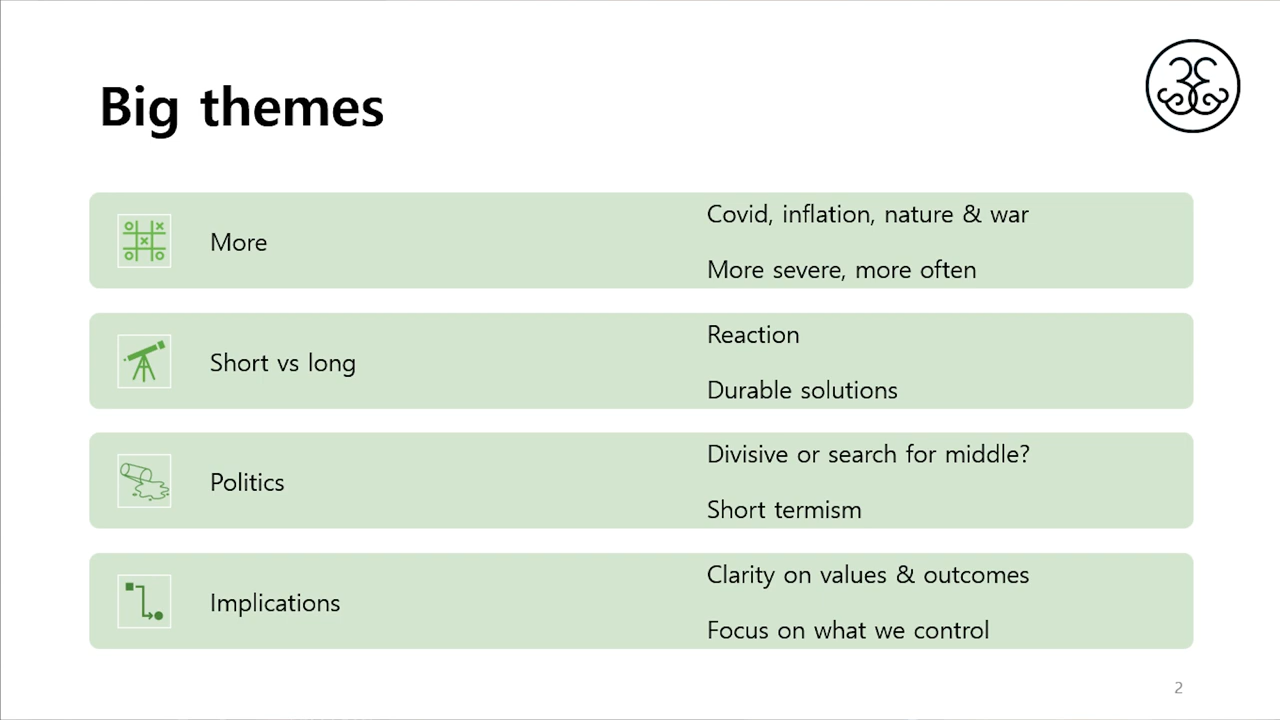 Big themes
More
Covid, inflation, nature & war
More severe, more often
Short vs long
Reaction
Durable solutions
Politics
Divisive or search for middle?
Short termism
Implications
Clarity on values & outcomes
Focus on what we control
2